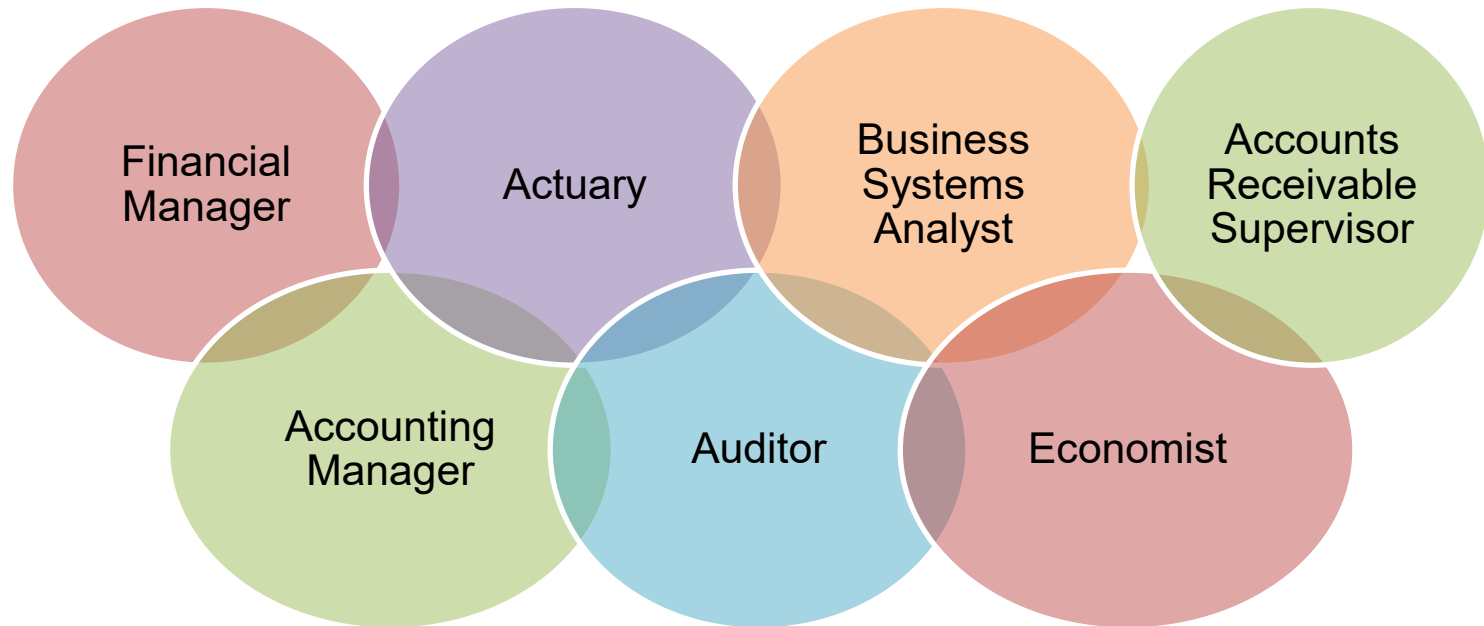 Financial
Manager
Actuary
Business
Systems
Analyst
Accounts
Receivable
Supervisor
Accounting
Manager
Auditor
Economist